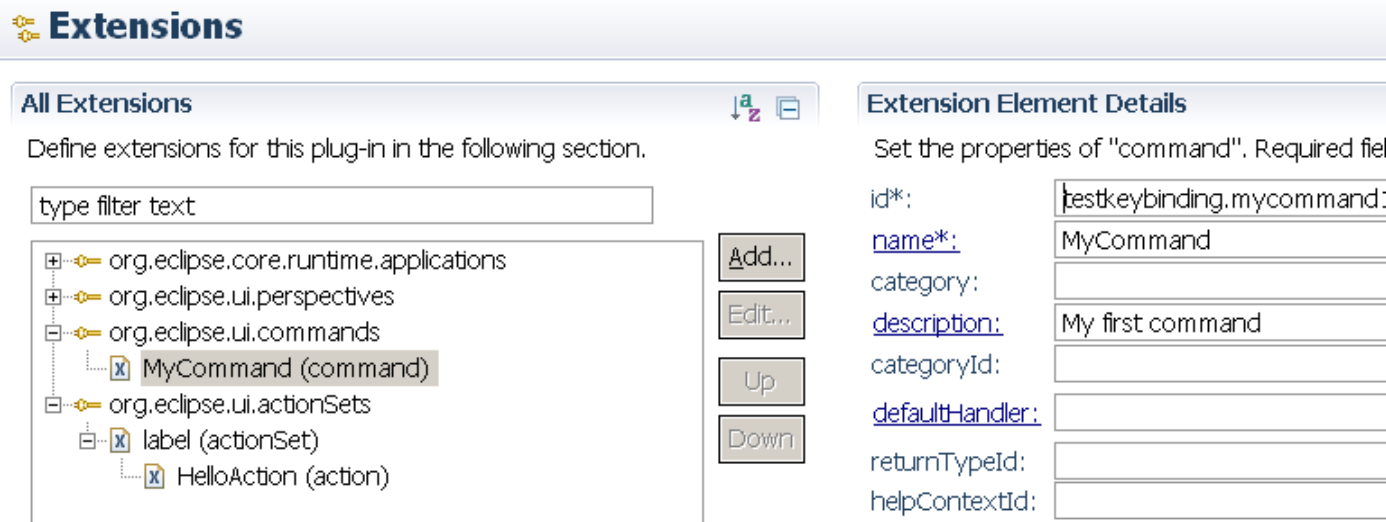 Extensions
All Extensions
Define extensions for this plug-in in the following section.
type filter text
org.eclipse.core.runtime.applications
org.eclipse.ui.perspectives
org.eclipse.ui.commands
MyCommand (command)
org.eclipse.ui.actionSets
label (actionSet)
HelloAction (action)
Add...
Edit...
Up
Down
Extension Element Details
Set the properties of "command". Required
id*: testkeybinding.mycommand1
name*: MyCommand
category:
description: My first command
categoryId:
defaultHandler:
returnTypeId:
helpContextId: